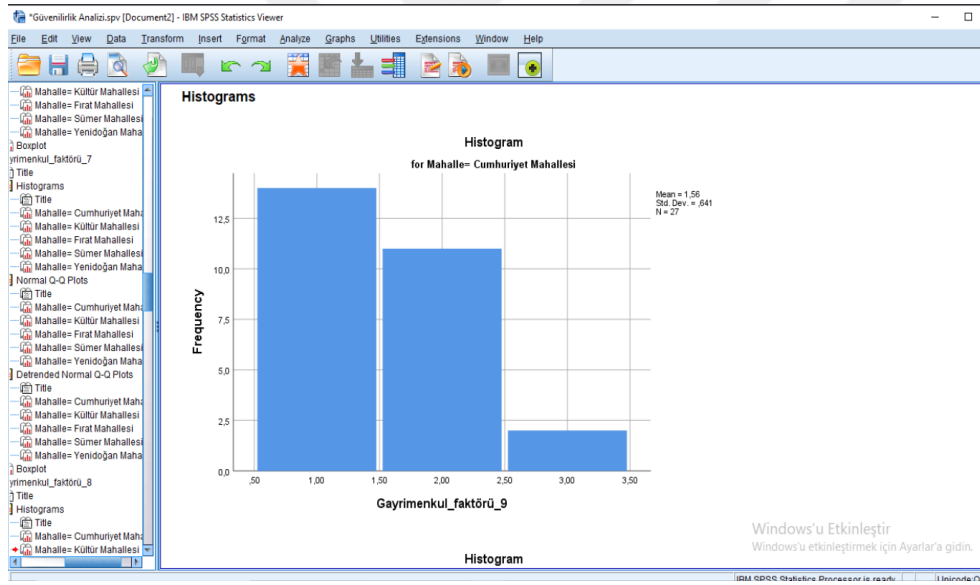 *Güvenilirlik Analizi.spv [Document2] - IBM SPSS Statistics Viewer
File Edit View Data Transform Insert Format Analyze Graphs Utilities Extensions Window Help
Mahalle= Kültür Mahallesi
Mahalle= Fırat Mahallesi
Mahalle= Sümer Mahallesi
Mahalle= Yenidoğan Maha
Boxplot
yrimenkul_faktörü_7
Title
Histograms
Title
Mahalle= Cumhuriyet Maha
Mahalle= Kültür Mahallesi
Mahalle= Fırat Mahallesi
Mahalle= Sümer Mahallesi
Mahalle= Yenidoğan Maha
Normal Q-Q Plots
Title
Mahalle= Cumhuriyet Maha
Mahalle= Kültür Mahallesi
Mahalle= Fırat Mahallesi
Mahalle= Sümer Mahallesi
Mahalle= Yenidoğan Maha
Detrended Normal Q-Q Plots
Title
Mahalle= Cumhuriyet Maha
Mahalle= Kültür Mahallesi
Mahalle= Fırat Mahallesi
Mahalle= Sümer Mahallesi
Mahalle= Yenidoğan Maha
Boxplot
yrimenkul_faktörü_8
Title
Histograms
Title
Mahalle= Cumhuriyet Maha
Mahalle= Kültür Mahallesi
Histograms
Histogram
for Mahalle= Cumhuriyet Mahallesi
Mean = 1,56
Std. Dev. = ,641
N = 27
Frequency
12,5
10,0
7,5
5,0
2,5
0,0
,50 1,00 1,50 2,00 2,50 3,00 3,50
Gayrimenkul_faktörü_9
Histogram
Windows'u Etkinleştir
Windows'u etkinleştirmek için Ayarlar'a gidin.
IBM SPSS Statistics Processor is ready Unicode:O